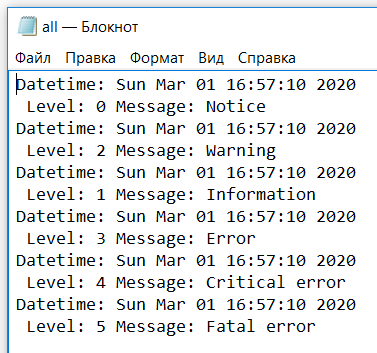 all — Блокнот
Файл Правка Формат Вид Справка
Datetime: Sun Mar 01 16:57:10 2020
Level: 0 Message: Notice
Datetime: Sun Mar 01 16:57:10 2020
Level: 2 Message: Warning
Datetime: Sun Mar 01 16:57:10 2020
Level: 1 Message: Information
Datetime: Sun Mar 01 16:57:10 2020
Level: 3 Message: Error
Datetime: Sun Mar 01 16:57:10 2020
Level: 4 Message: Critical error
Datetime: Sun Mar 01 16:57:10 2020
Level: 5 Message: Fatal error